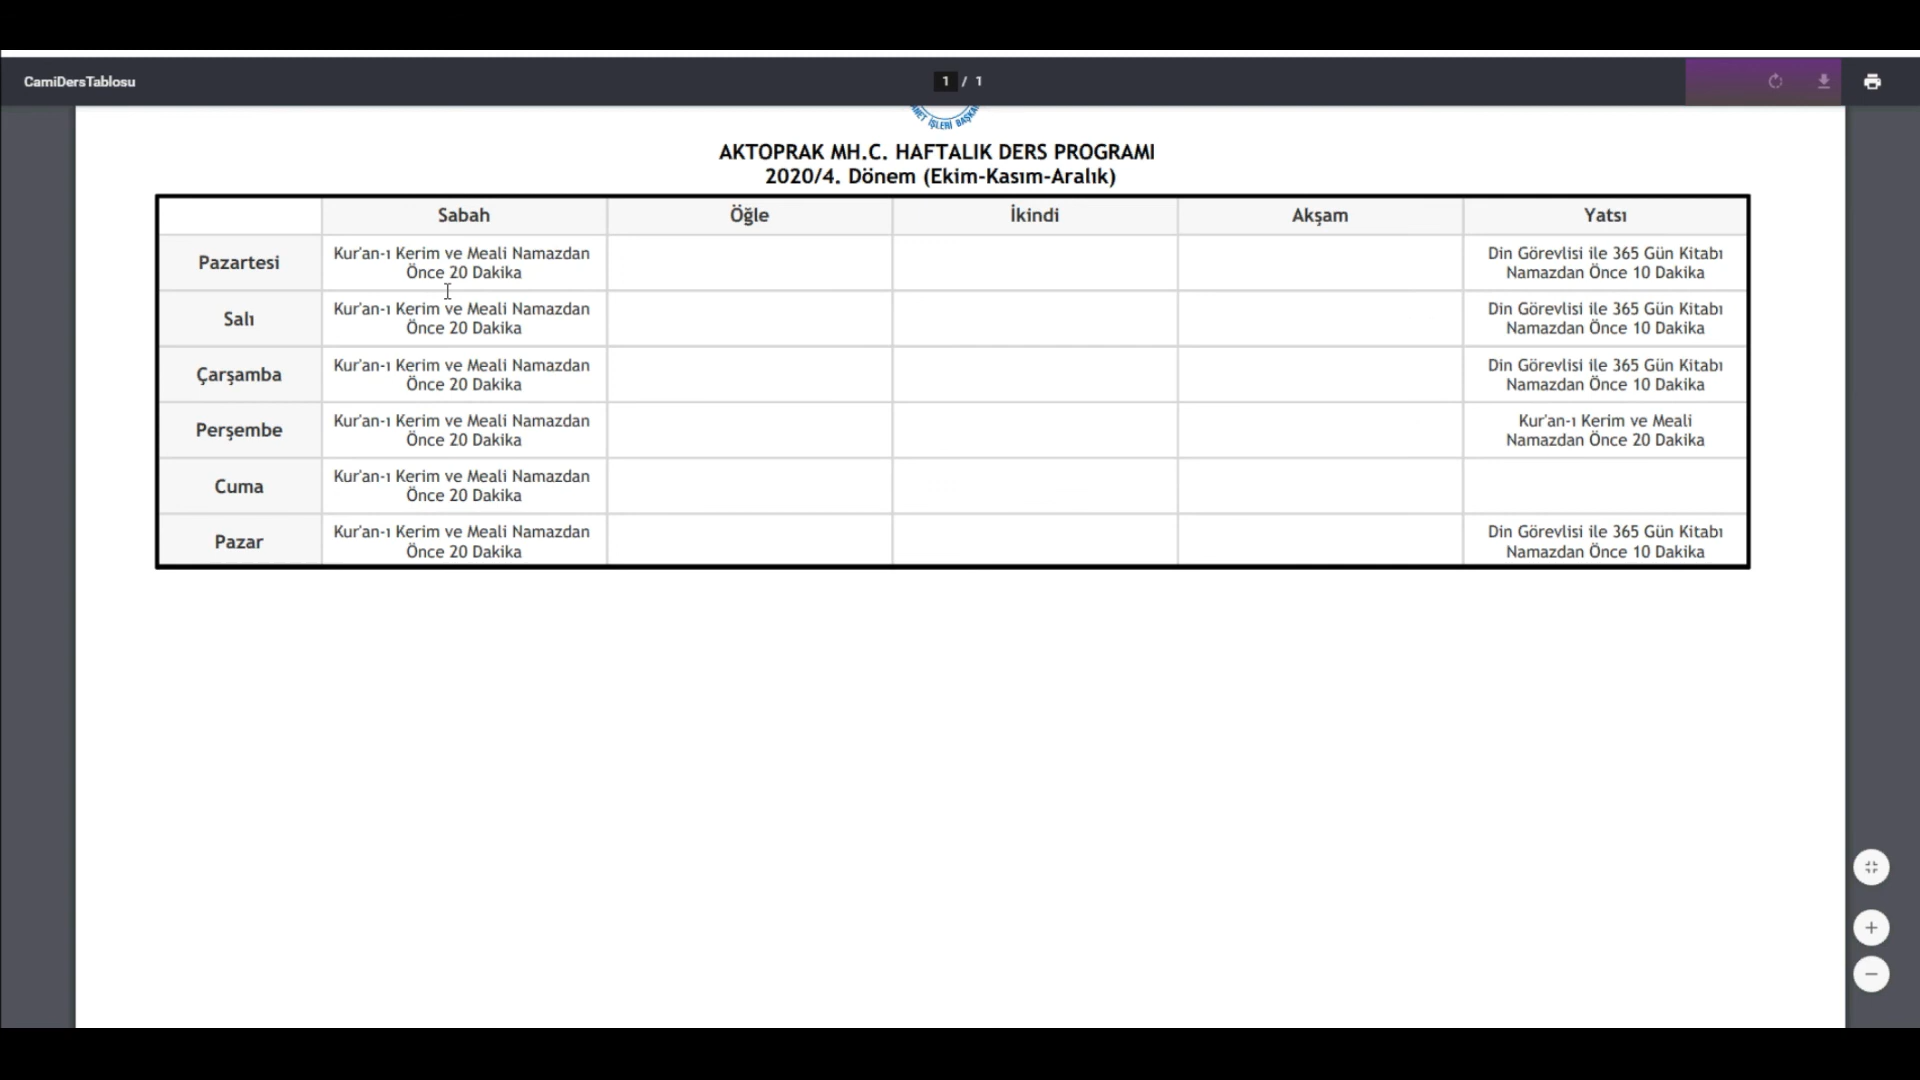 CamiDersTablosu
1 / 1
İŞLERİ
AKTOPRAK MH.C. HAFTALIK DERS PROGRAMI
2020/4. Dönem (Ekim-Kasım-Aralık)
Sabah Öğle İkindi Akşam Yatsı
Pazartesi
Kur'an-ı Kerim ve Meali Namazdan
Önce 20 Dakika
Din Görevlisi ile 365 Gün Kitabı
Namazdan Önce 10 Dakika
Salı
Kur'an-ı Kerim ve Meali Namazdan
Önce 20 Dakika
Din Görevlisi ile 365 Gün Kitabı
Namazdan Önce 10 Dakika
Çarşamba
Kur'an-ı Kerim ve Meali Namazdan
Önce 20 Dakika
Din Görevlisi ile 365 Gün Kitabı
Namazdan Önce 10 Dakika
Perşembe
Kur'an-ı Kerim ve Meali Namazdan
Önce 20 Dakika
Kur'an-ı Kerim ve Meali
Namazdan Önce 20 Dakika
Cuma
Kur'an-ı Kerim ve Meali Namazdan
Önce 20 Dakika
Pazar
Kur'an-ı Kerim ve Meali Namazdan
Önce 20 Dakika
Din Görevlisi ile 365 Gün Kitabı
Namazdan Önce 10 Dakika